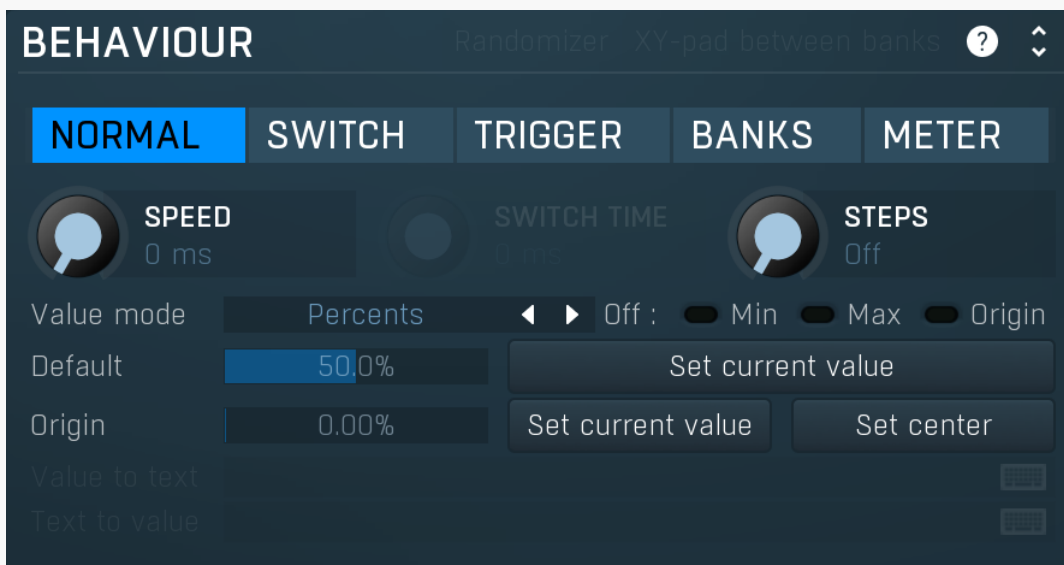 BEHAVIOUR Randomizer XY-pad between banks ?
NORMAL SWITCH TRIGGER BANKS METER
SPEED SWITCH TIME STEPS
0 ms 0 ms Off
Value mode Percents Off : Min Max Origin
Default 50.0% Set current value
Origin 0.00% Set current value Set center
Value to text
Text to value